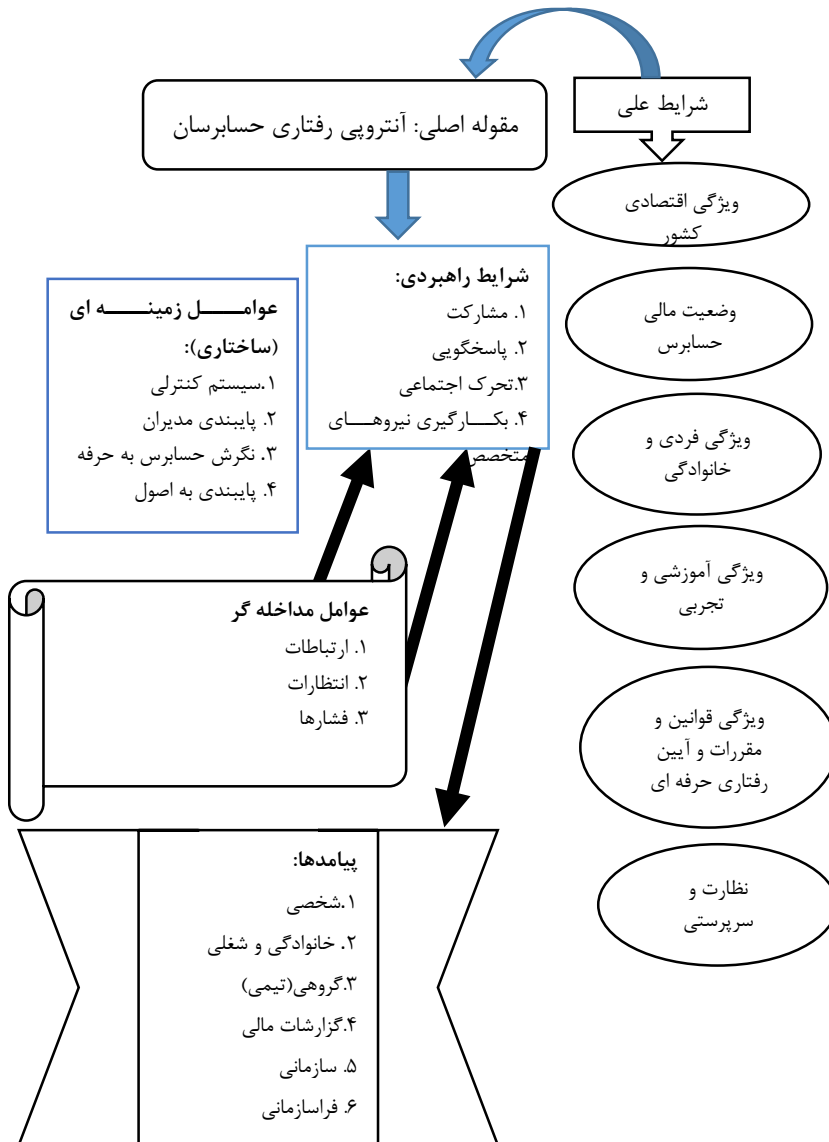 شرایط علی
مقوله اصلی: آنتروپی رفتاری حسابرسان
ویژگی اقتصادی
کشور
وضعیت مالی
حسابرس
ویژگی فردی و
خانوادگی
ویژگی آموزشی و
تجربی
ویژگی قوانین و
مقررات و آیین
رفتاری حرفه ای
نظارت و
سرپرستی
شرایط راهبردی:
۱. مشارکت
۲. پاسخگویی
۳.تحرک اجتماعی
۴. بکـــارگیری نیروهـــای
متخصص
عوامــــل زمینـــــه ای
(ساختاری):
۱.سیستم کنترلی
۲. پایبندی مدیران
۳. نگرش حسابرس به حرفه
۴. پایبندی به اصول
عوامل مداخله گر
۱. ارتباطات
۲. انتظارات
۳. فشارها
پیامدها:
۱.شخصی
۲. خانوادگی و شغلی
۳.گروهی(تیمی)
۴.گزارشات مالی
۵. سازمانی
۶. فراسازمانی